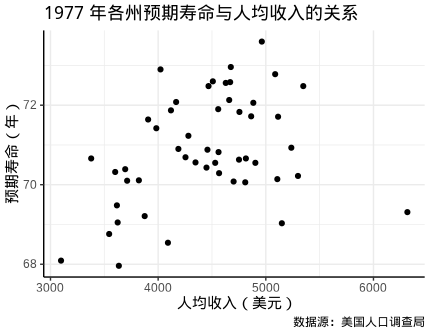 1977 年各州预期寿命与人均收入的关系
预期寿命（年）
72
70
68
3000 4000 5000 6000
人均收入（美元）
数据源：美国人口调查局